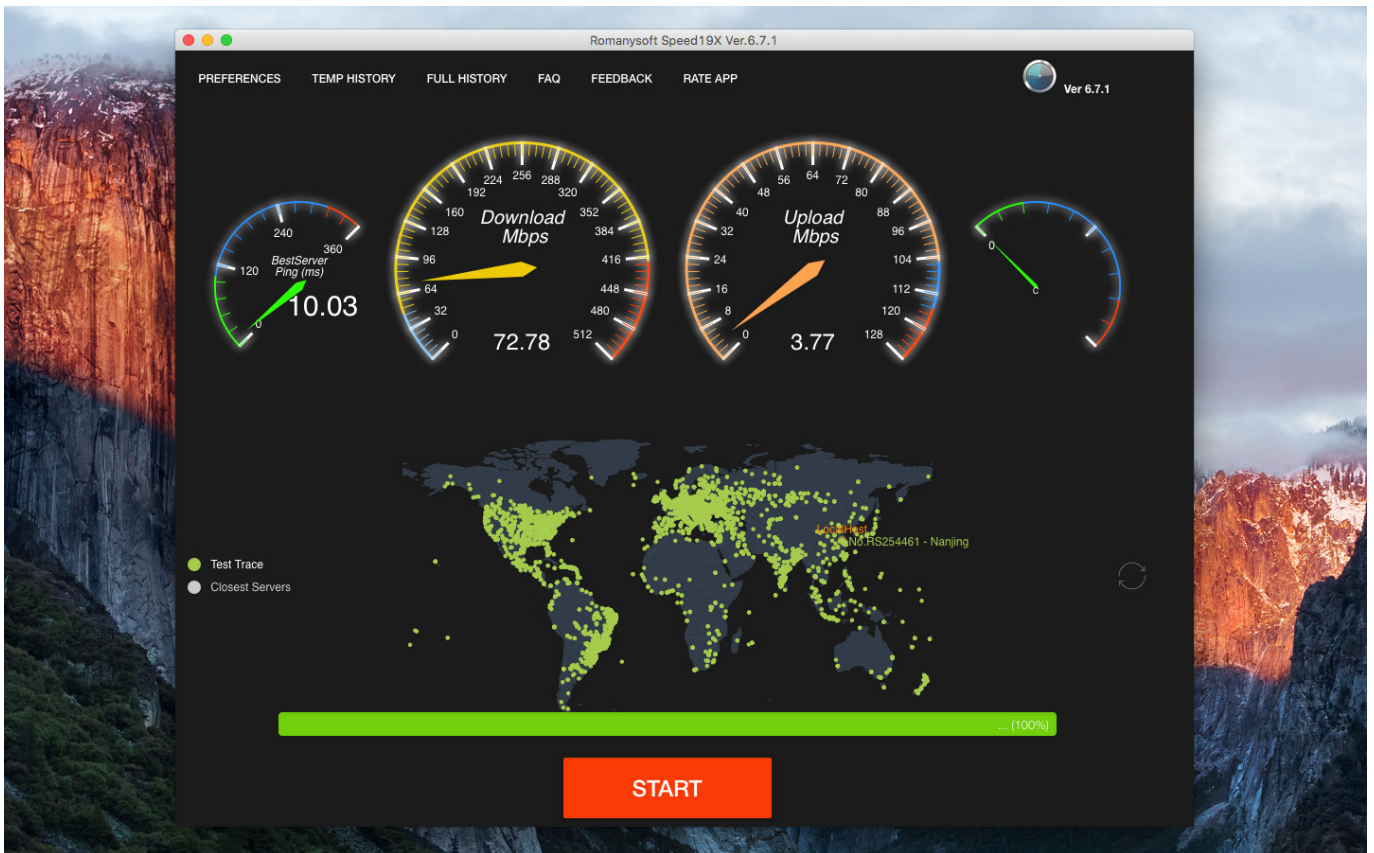 Romanysoft Speed19X Ver.6.7.1
PREFERENCES TEMP HISTORY FULL HISTORY FAQ FEEDBACK RATE APP
Ver 6.7.1
0
120
240
360
BestServer
Ping (ms)
10.03
0
32
64
96
128
160
192
224
256
288
320
352
384
416
448
480
512
Download
Mbps
72.78
0
8
16
24
32
40
48
56
64
72
80
88
96
104
112
120
128
Upload
Mbps
3.77
0
C
LocalHost
No.RS254461 - Nanjing
Test Trace
Closest Servers
... (100%)
START